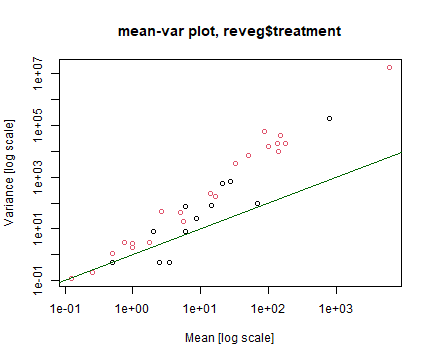 mean-var plot, reveg$treatment
Variance [log scale]
1e+07
1e+05
1e+03
1e+01
1e-01
1e-01 1e+00 1e+01 1e+02 1e+03
Mean [log scale]